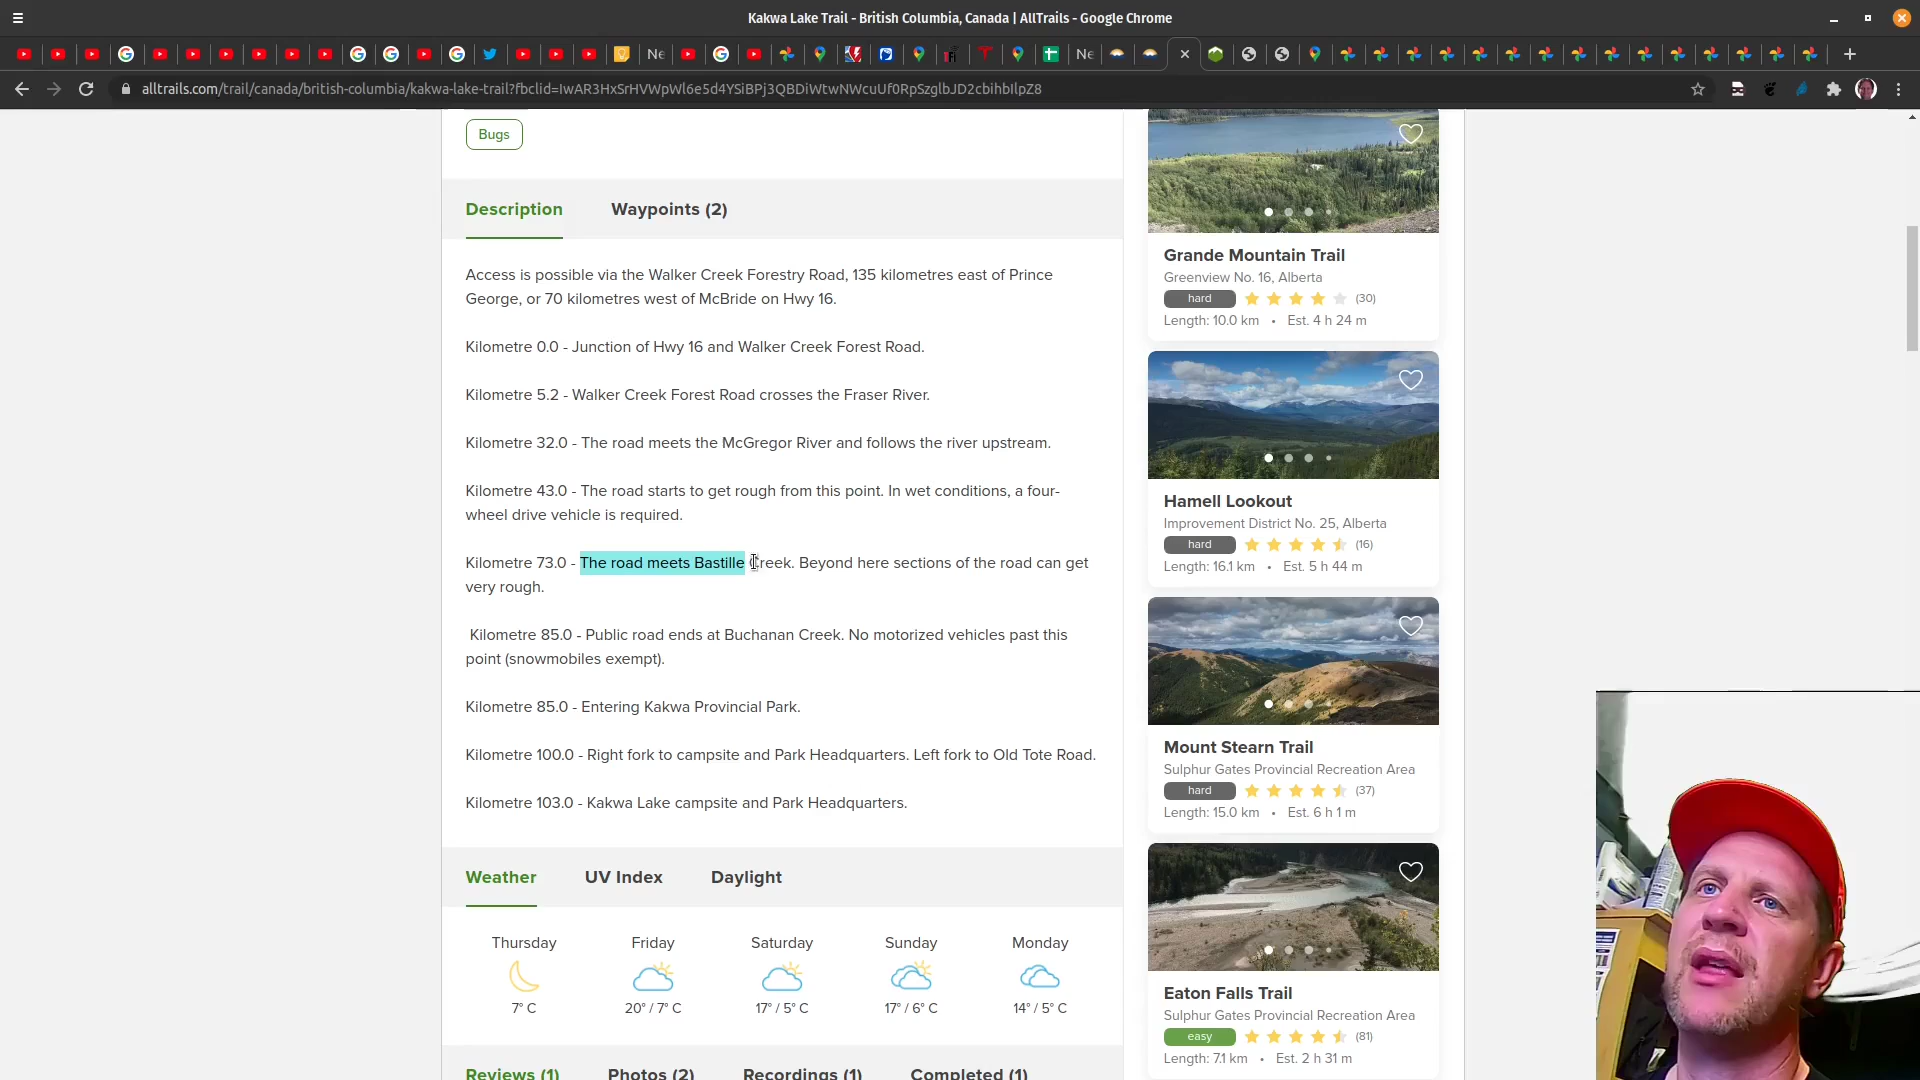 Kakwa Lake Trail - British Columbia, Canada | AllTrails - Google Chrome
Ne
Ne
alltrails.com/trail/canada/british-columbia/kakwa-lake-trail?fbclid=IwAR3HxSrHVWpWl6e5d4YSiBPj3QBDiWtwNWcuUf0RpSzglbJD2cbihbIlpZ8
Bugs
Description
Waypoints (2)
Access is possible via the Walker Creek Forestry Road, 135 kilometres east of Prince
George, or 70 kilometres west of McBride on Hwy 16.
Kilometre 0.0 - Junction of Hwy 16 and Walker Creek Forest Road.
Kilometre 5.2 - Walker Creek Forest Road crosses the Fraser River.
Kilometre 32.0 - The road meets the McGregor River and follows the river upstream.
Kilometre 43.0 - The road starts to get rough from this point. In wet conditions, a four-
wheel drive vehicle is required.
Kilometre 73.0 - The road meets Bastille Creek. Beyond here sections of the road can get
very rough.
Kilometre 85.0 - Public road ends at Buchanan Creek. No motorized vehicles past this
point (snowmobiles exempt).
Kilometre 85.0 - Entering Kakwa Provincial Park.
Kilometre 100.0 - Right fork to campsite and Park Headquarters. Left fork to Old Tote Road.
Kilometre 103.0 - Kakwa Lake campsite and Park Headquarters.
Weather
UV Index
Daylight
Thursday
Friday
Saturday
Sunday
Monday
7° C
20° / 7° C
17° / 5° C
17° / 6° C
14° / 5° C
Reviews (1)
Photos (2)
Recordings (1)
Completed (1)
Grande Mountain Trail
Greenview No. 16, Alberta
hard
(30)
Length: 10.0 km • Est. 4 h 24 m
Hamell Lookout
Improvement District No. 25, Alberta
hard
(16)
Length: 16.1 km • Est. 5 h 44 m
Mount Stearn Trail
Sulphur Gates Provincial Recreation Area
hard
(37)
Length: 15.0 km • Est. 6 h 1 m
Eaton Falls Trail
Sulphur Gates Provincial Recreation Area
easy
(81)
Length: 7.1 km • Est. 2 h 31 m